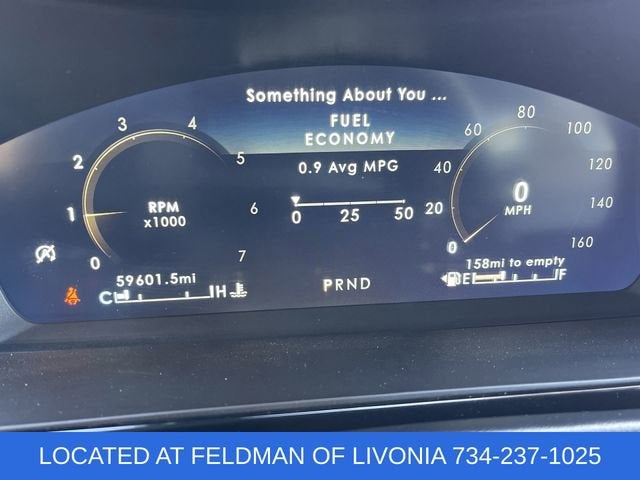 Something About You ...
FUEL
ECONOMY
0.9 Avg MPG
0 25 50
0 1 2 3 4 5 6 7
RPM
x1000
0 20 40 60 80 100 120 140 160
0
MPH
59601.5mi
C H
PRND
158mi to empty
E F
LOCATED AT FELDMAN OF LIVONIA 734-237-1025